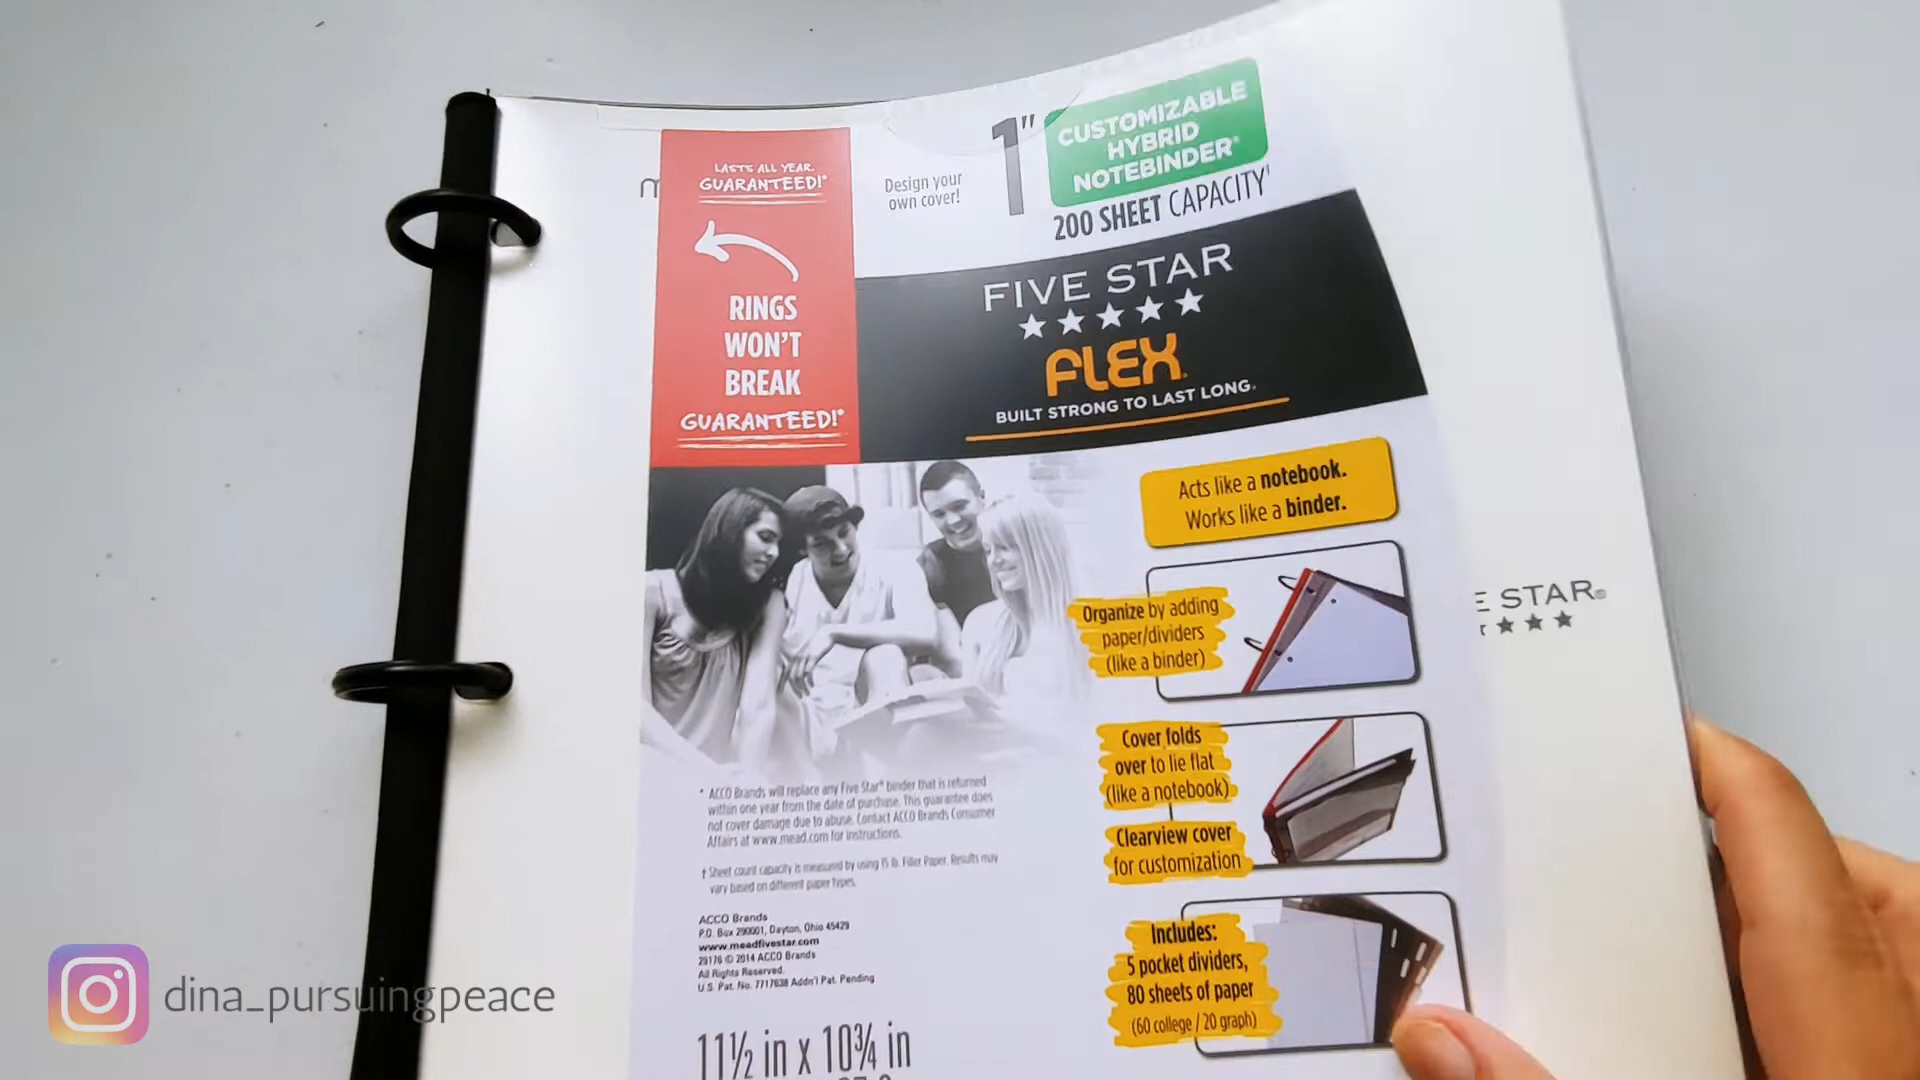 LASTS ALL YEAR.
GUARANTEED!*
RINGS
WON'T
BREAK
GUARANTEED!*
Design your
own cover!
1"
CUSTOMIZABLE
HYBRID
NOTEBINDER®
200 SHEET CAPACITY†
FIVE STAR
FLEX®
BUILT STRONG TO LAST LONG.
Acts like a notebook.
Works like a binder.
Organize by adding
paper/dividers
(like a binder)
STAR®
Cover folds
over to lie flat
(like a notebook)
Clearview cover
for customization
Includes:
5 pocket dividers,
80 sheets of paper
(60 college / 20 graph)
* ACCO Brands will replace any Five Star® binder that is returned
within one year from the date of purchase. This guarantee does
not cover damage due to abuse. Contact ACCO Brands Consumer
Affairs at www.mead.com for instructions.
† Sheet count capacity is measured by using 15 lb. Filler Paper. Results may
vary based on different paper types.
ACCO Brands
P.O. Box 290001, Dayton, Ohio 45429
www.meadfivestar.com
29176 © 2014 ACCO Brands
All Rights Reserved.
U.S. Pat. No. 7717638 Addn'l Pat. Pending
11½ in x 10¾ in
dina_pursuingpeace